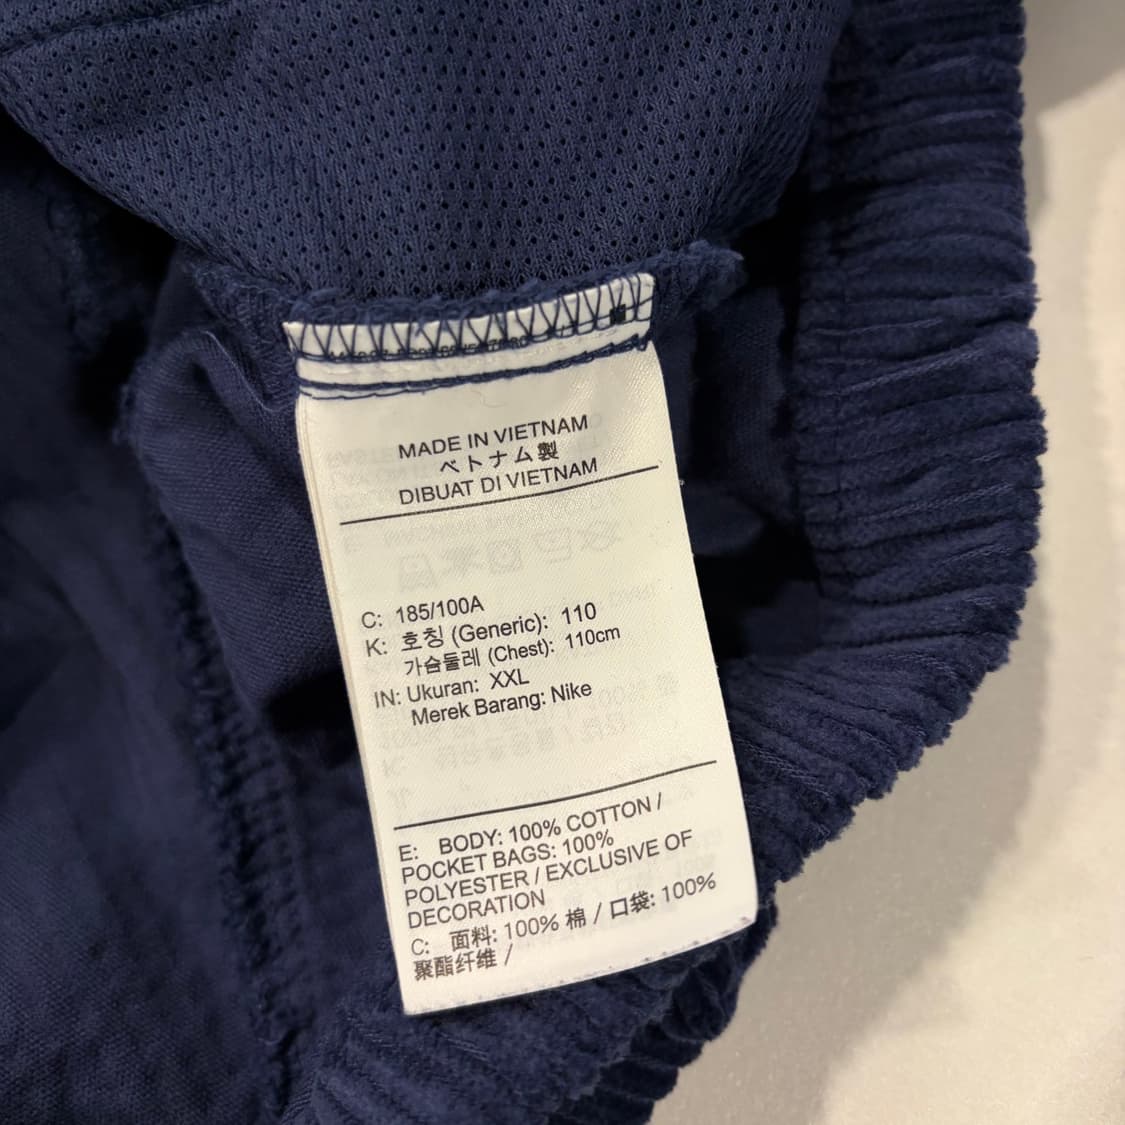 MADE IN VIETNAM
ベトナム製
DIBUAT DI VIETNAM
C: 185/100A
K: 호칭 (Generic): 110
가슴둘레 (Chest): 110cm
IN: Ukuran: XXL
Merek Barang: Nike
E: BODY: 100% COTTON /
POCKET BAGS: 100%
POLYESTER / EXCLUSIVE OF
DECORATION
C: 面料: 100% 棉 / 口袋: 100%
聚酯纤维 /